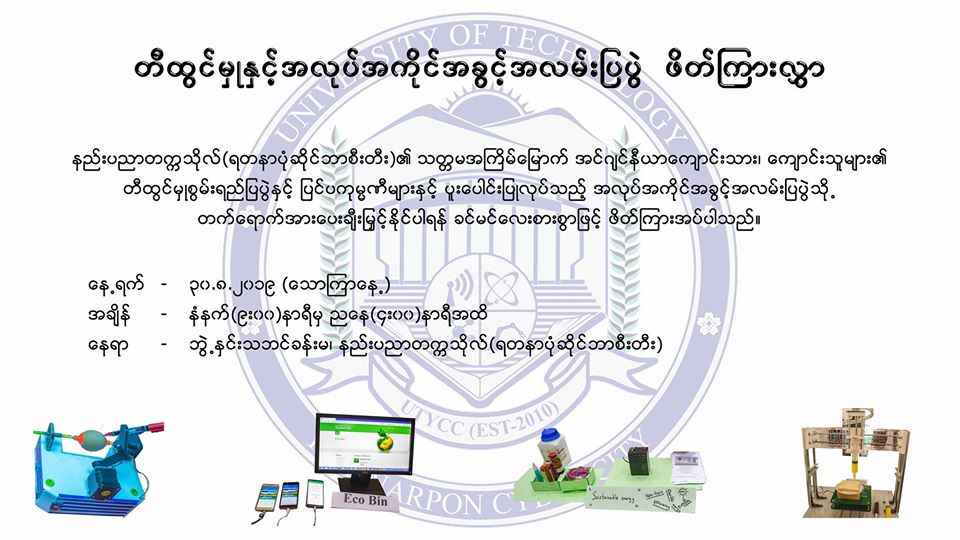 တီထွင်မှုနှင့်အလုပ်အကိုင်အခွင့်အလမ်းပြပွဲ ဖိတ်ကြားလွှာ
နည်းပညာတက္ကသိုလ်(ရတနာပုံဆိုင်ဘာစီးတီး)၏ သတ္တမအကြိမ်မြောက် အင်ဂျင်နီယာကျောင်းသား၊ ကျောင်းသူများ၏
တီထွင်မှုစွမ်းရည်ပြပွဲနှင့် ပြင်ပကုမ္ပဏီများနှင့် ပူးပေါင်းပြုလုပ်သည့် အလုပ်အကိုင်အခွင့်အလမ်းပြပွဲသို့
တက်ရောက်အားပေးချီးမြှင့်နိုင်ပါရန် ခင်မင်လေးစားစွာဖြင့် ဖိတ်ကြားအပ်ပါသည်။
နေ့ရက် - ၃၀.၈.၂၀၁၉ (သောကြာနေ့)
အချိန် - နံနက်(၉း၀၀)နာရီမှ ညနေ(၄း၀၀)နာရီအထိ
နေရာ - ဘွဲ့နှင်းသဘင်ခန်းမ၊ နည်းပညာတက္ကသိုလ်(ရတနာပုံဆိုင်ဘာစီးတီး)
UNIVERSITY OF TECHNOLOGY
UTYCC (EST-2010)
Eco Bin
Sustainable energy